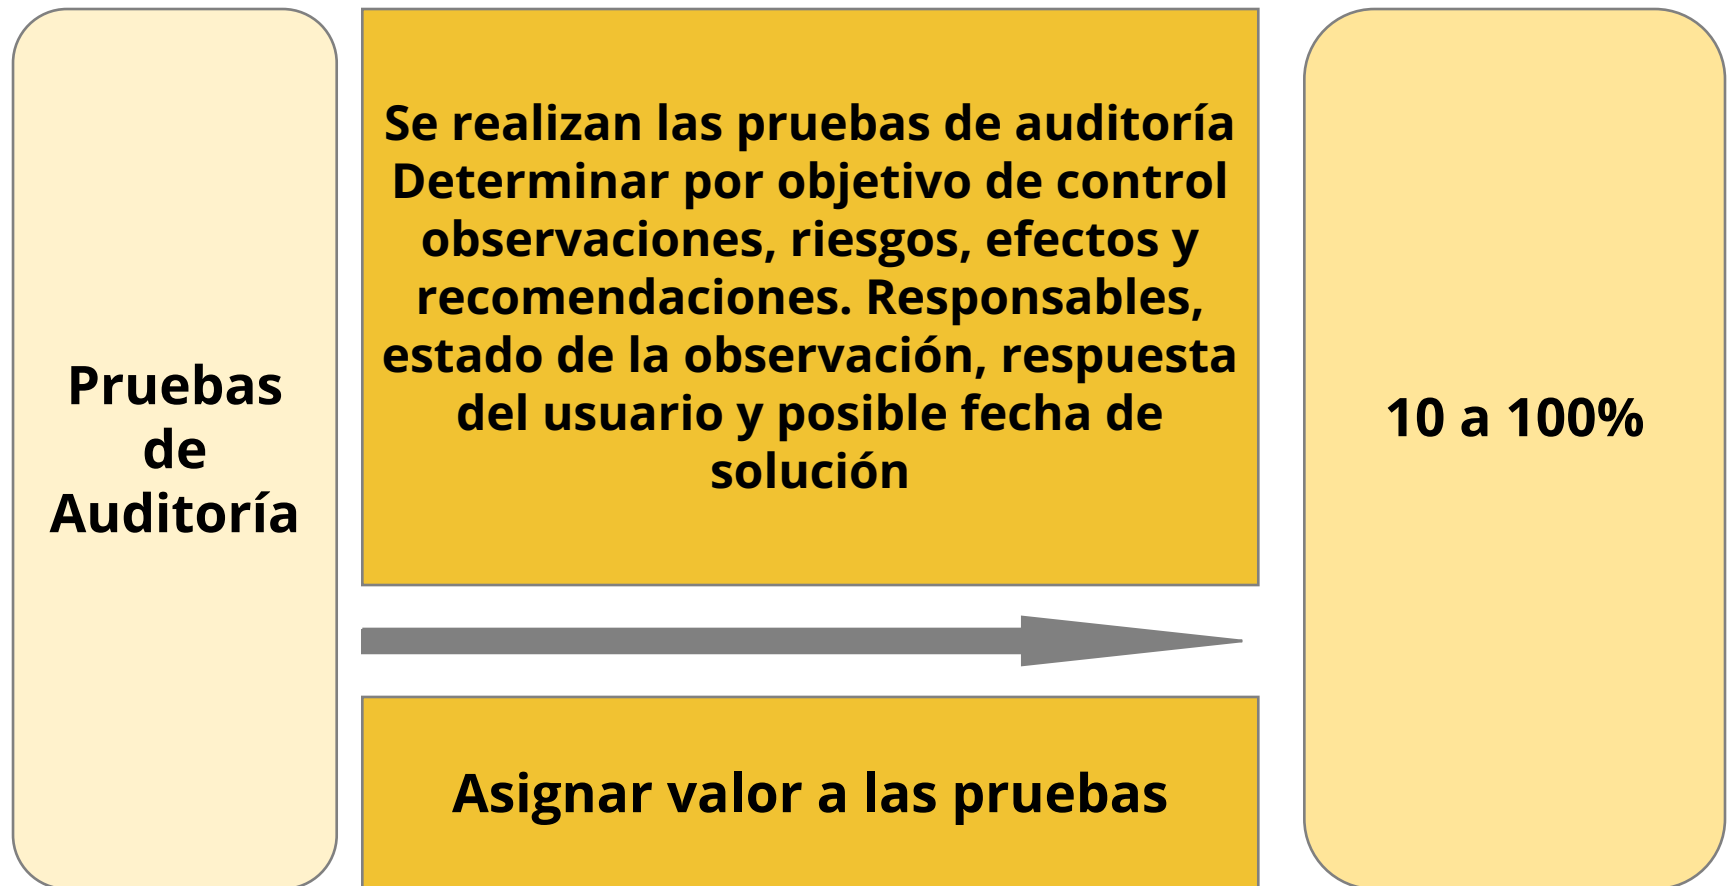 Pruebas
de
Auditoría
Se realizan las pruebas de auditoría
Determinar por objetivo de control
observaciones, riesgos, efectos y
recomendaciones. Responsables,
estado de la observación, respuesta
del usuario y posible fecha de
solución
Asignar valor a las pruebas
10 a 100%